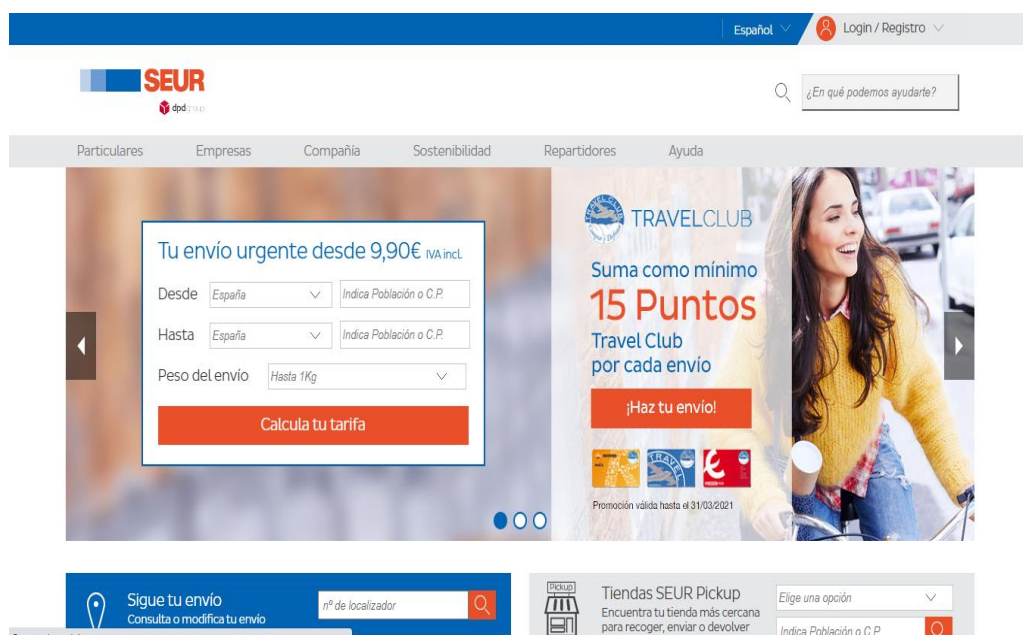 Español
Login / Registro
SEUR
dpdgroup
¿En qué podemos ayudarte?
Particulares
Empresas
Compañía
Sostenibilidad
Repartidores
Ayuda
Tu envío urgente desde 9,90€ IVA incl.
Desde España Indica Población o C.P.
Hasta España Indica Población o C.P.
Peso del envío Hasta 1Kg
Calcula tu tarifa
TRAVEL CLUB
TRAVELCLUB
Suma como mínimo
15 Puntos
Travel Club
por cada envío
¡Haz tu envío!
TRAVEL
Promoción válida hasta el 31/03/2021
Sigue tu envío
Consulta o modifica tu envío
nº de localizador
Pickup
Tiendas SEUR Pickup
Encuentra tu tienda más cercana
para recoger, enviar o devolver
Elige una opción
Indica Población o C.P.